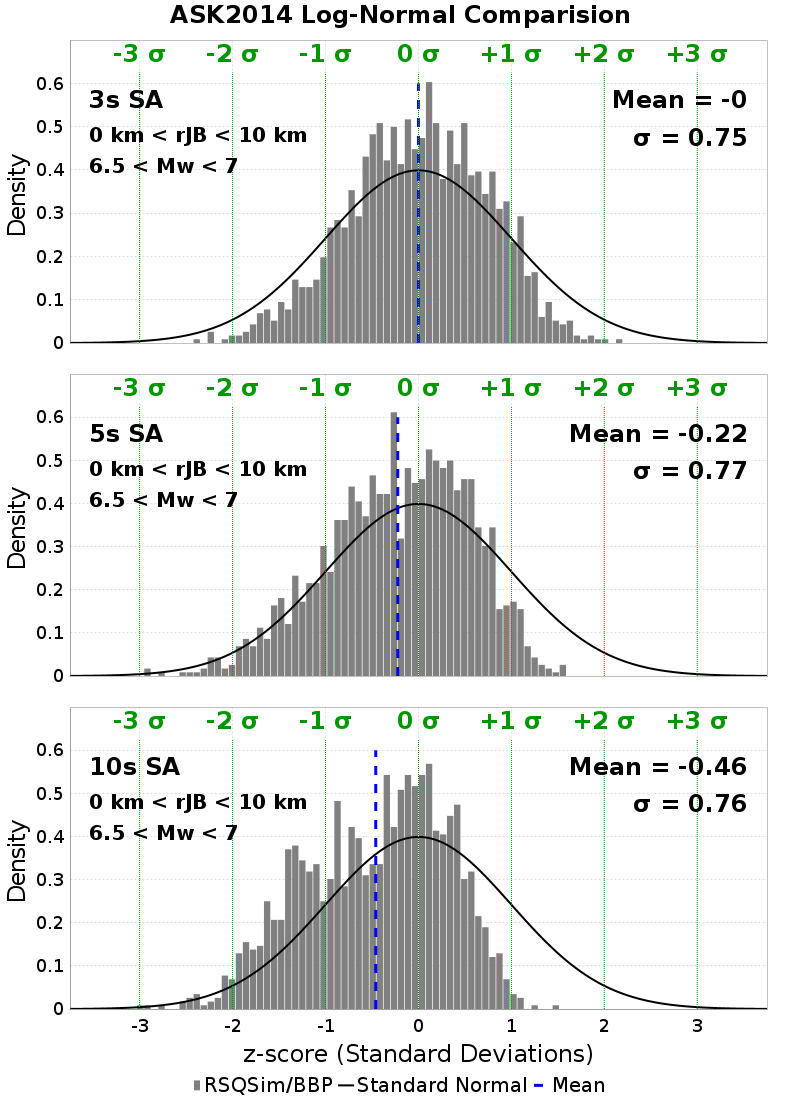 ASK2014 Log-Normal Comparision
-3 σ -2 σ -1 σ 0 σ +1 σ +2 σ +3 σ
3s SA
0 km < rJB < 10 km
6.5 < Mw < 7
Mean = -0
σ = 0.75
Density
0.6
0.5
0.4
0.3
0.2
0.1
0
-3 σ -2 σ -1 σ 0 σ +1 σ +2 σ +3 σ
5s SA
0 km < rJB < 10 km
6.5 < Mw < 7
Mean = -0.22
σ = 0.77
Density
0.6
0.5
0.4
0.3
0.2
0.1
0
-3 σ -2 σ -1 σ 0 σ +1 σ +2 σ +3 σ
10s SA
0 km < rJB < 10 km
6.5 < Mw < 7
Mean = -0.46
σ = 0.76
Density
0.6
0.5
0.4
0.3
0.2
0.1
0
-3 -2 -1 0 1 2 3
z-score (Standard Deviations)
RSQSim/BBP Standard Normal Mean